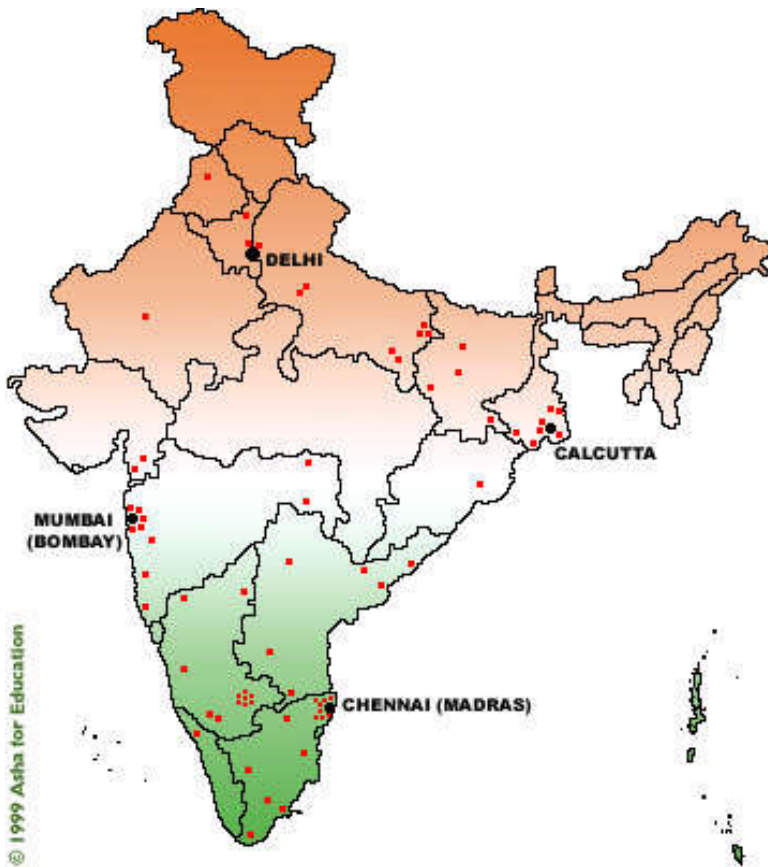 DELHI
CALCUTTA
MUMBAI
(BOMBAY)
CHENNAI (MADRAS)
© 1999 Asha for Education